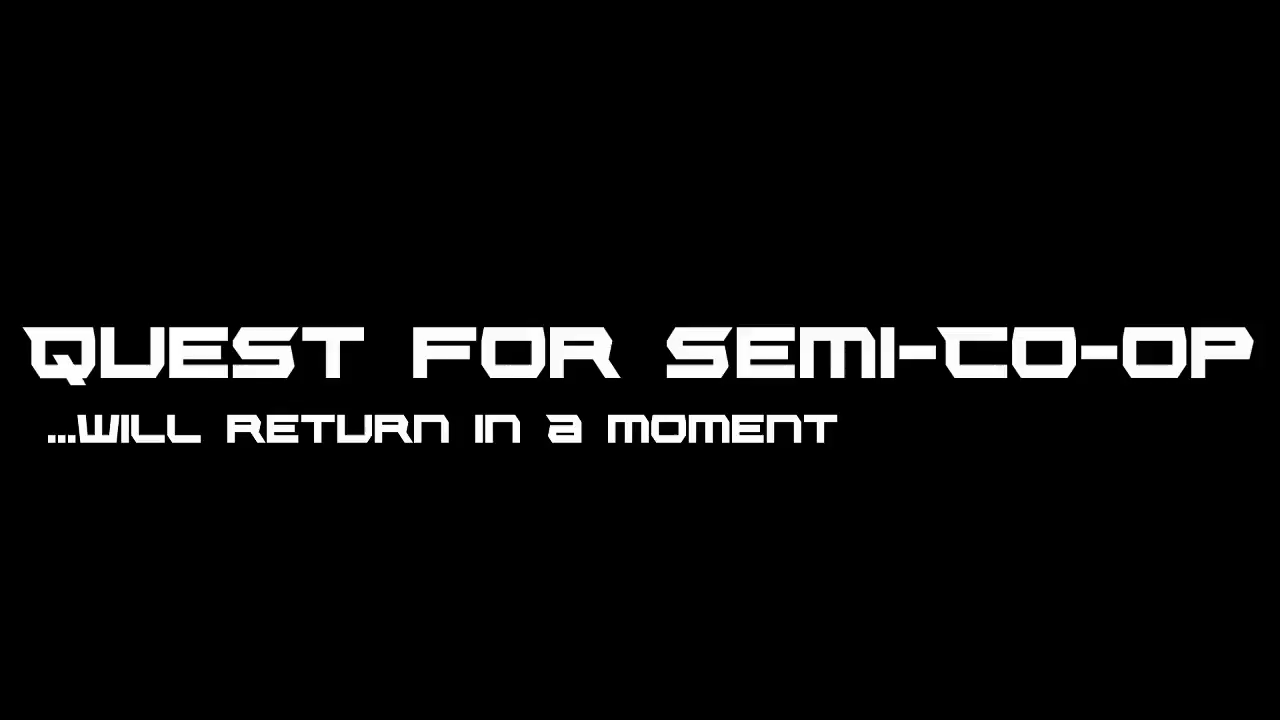 QUEST FOR SEMI-CO-OP
...WILL RETURN IN a MOMENT